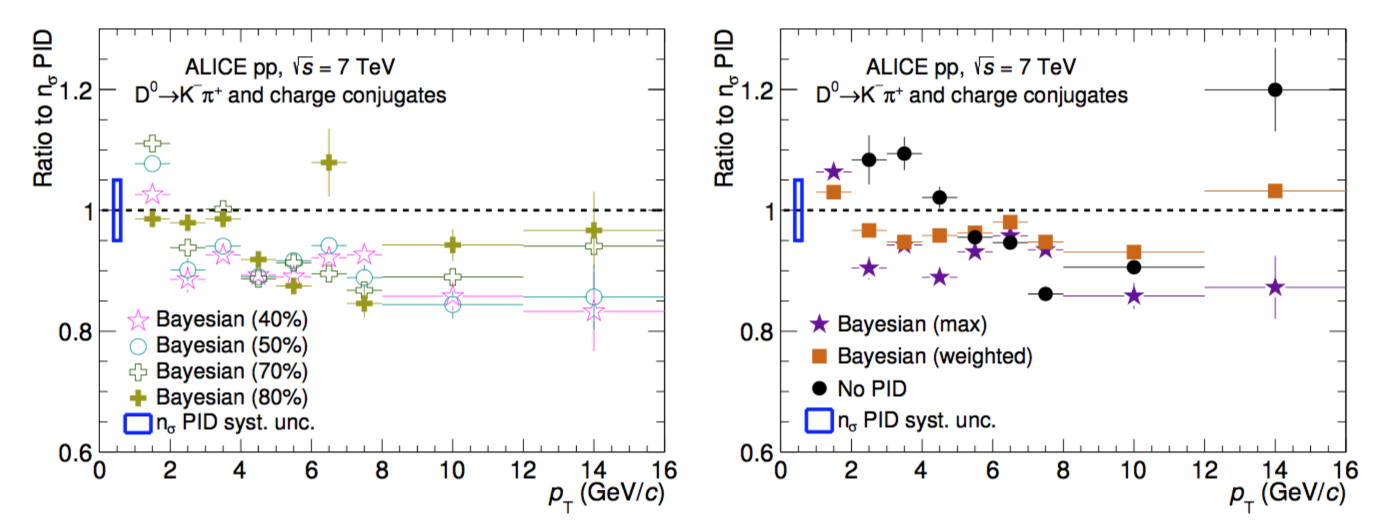 Ratio to nσ PID
ALICE pp, √s = 7 TeV
D⁰→K⁻π⁺ and charge conjugates
1.2
1
0.8
0.6
Bayesian (40%)
Bayesian (50%)
Bayesian (70%)
Bayesian (80%)
nσ PID syst. unc.
0 2 4 6 8 10 12 14 16
pT (GeV/c)
Ratio to nσ PID
ALICE pp, √s = 7 TeV
D⁰→K⁻π⁺ and charge conjugates
1.2
1
0.8
0.6
Bayesian (max)
Bayesian (weighted)
No PID
nσ PID syst. unc.
0 2 4 6 8 10 12 14 16
pT (GeV/c)